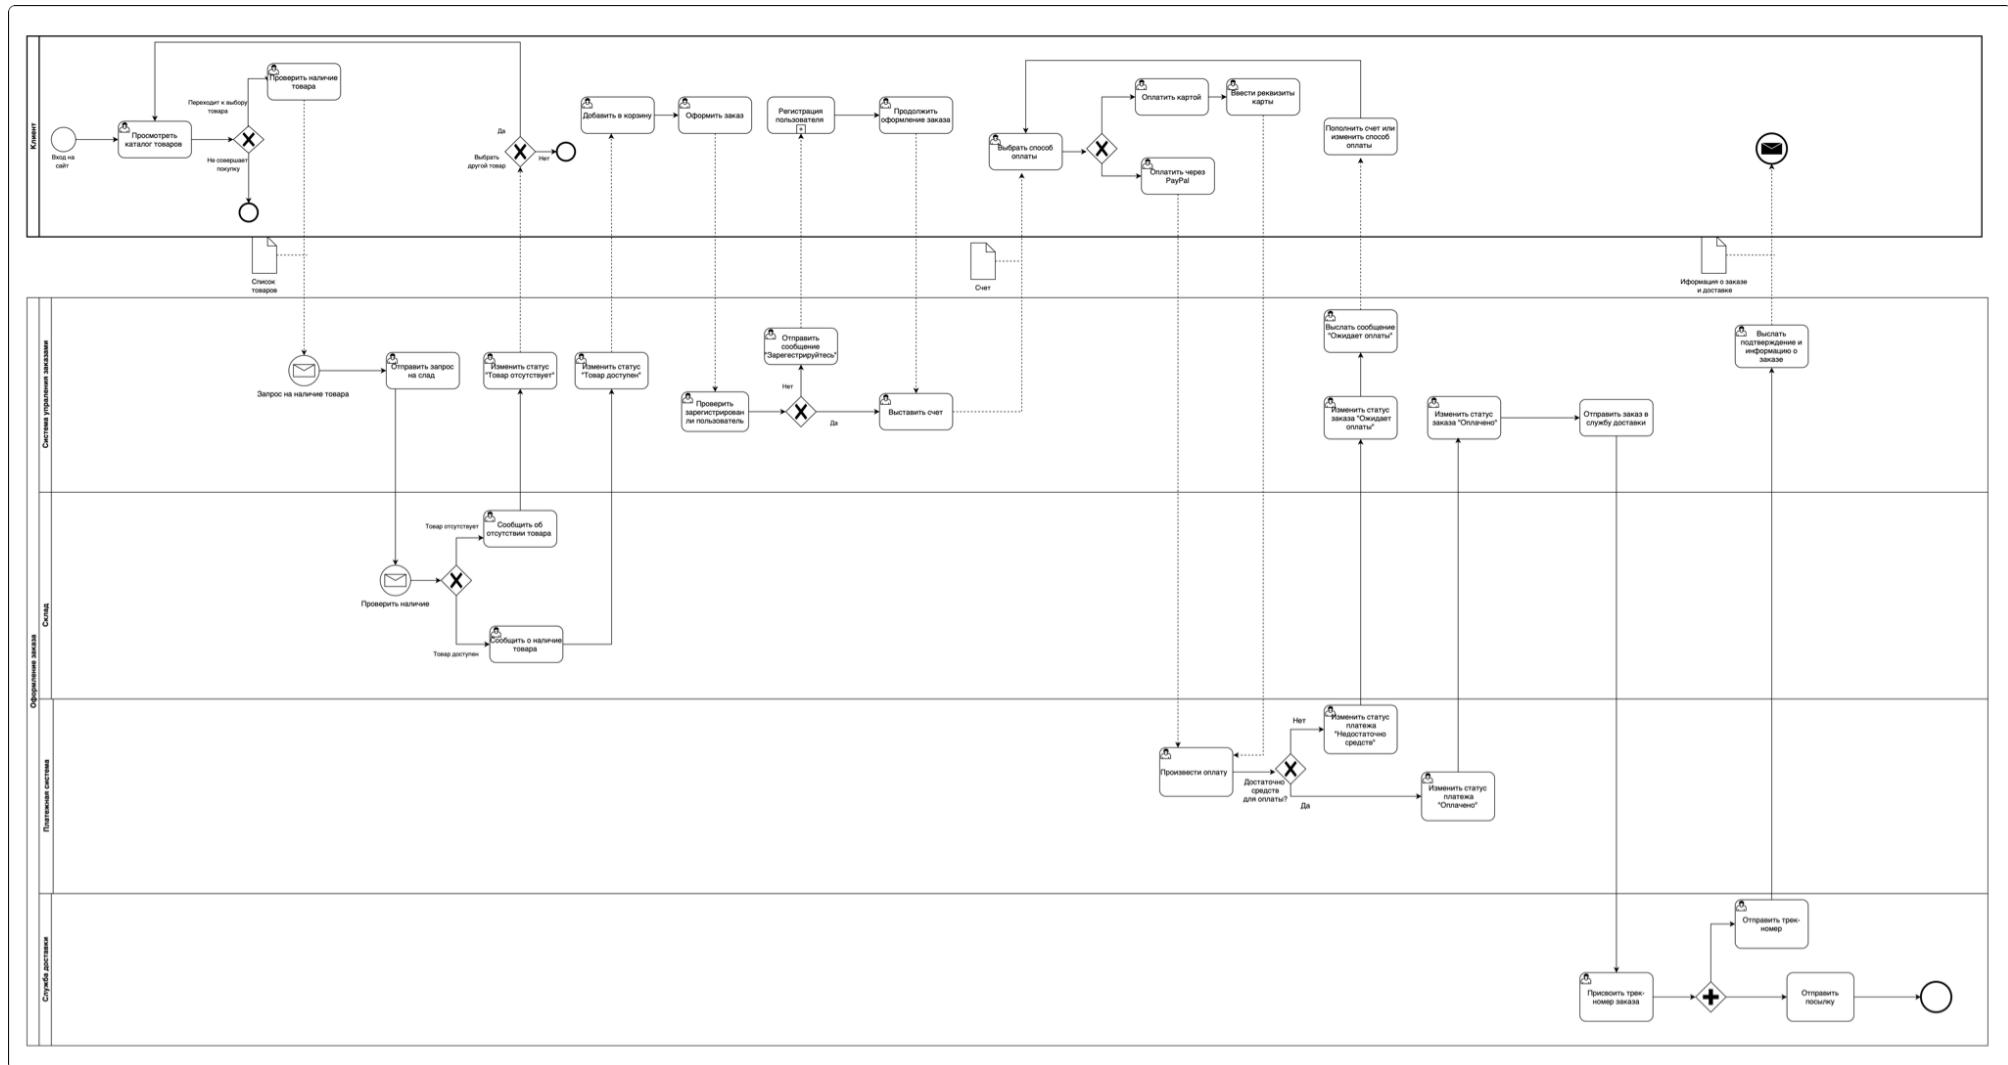 Клиент
Вход на
сайт
Просмотреть
каталог товаров
Переходит к выбору
товара
Не совершает
покупку
Проверить наличие
товара
Да
Выбрать
другой товар
Нет
Добавить в корзину
Оформить заказ
Регистрация
пользователя
Продолжить
оформление заказа
Выбрать способ
оплаты
Оплатить картой
Ввести реквизиты
карты
Оплатить через
PayPal
Пополнить счет или
изменить способ
оплаты
Список
товаров
Счет
Иформация о заказе
и доставке
Оформление заказа
Система упраления заказами
Запрос на наличие товара
Отправить запрос
на слад
Изменить статус
"Товар отсутствует"
Изменить статус
"Товар доступен"
Проверить
зарегистрирован
ли пользователь
Отправить
сообщение
"Зарегестрируйтесь"
Нет
Да
Выставить счет
Выслать сообщение
"Ожидает оплаты"
Изменить статус
заказа "Ожидает
оплаты"
Изменить статус
заказа "Оплачено"
Отправить заказ в
службу доставки
Выслать
подтверждение и
информацию о
заказе
Склад
Проверить наличие
Товар отсутствует
Товар доступен
Сообщить об
отсутствии товара
Сообщить о наличие
товара
Платежная система
Произвести оплату
Достаточно
средств
для оплаты?
Нет
Да
Изменить статус
платежа
"Недостаточно
средств"
Изменить статус
платежа
"Оплачено"
Служба доставки
Присвоить трек-
номер заказа
Отправить трек-
номер
Отправить
посылку